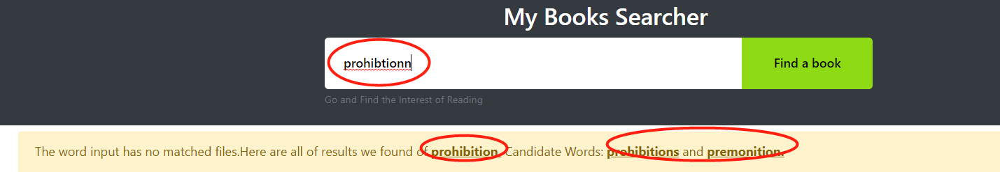 My Books Searcher
prohibtionn
Find a book
Go and Find the Interest of Reading
The word input has no matched files.Here are all of results we found of prohibition. Candidate Words: prohibitions and premonition.